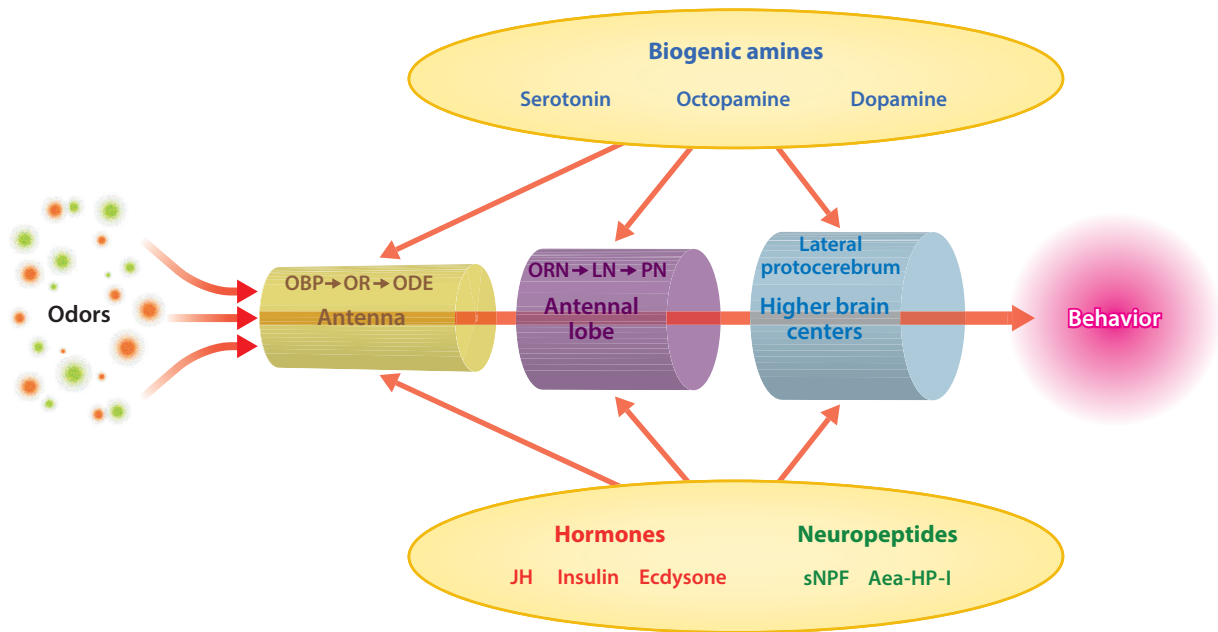 Biogenic amines
Serotonin Octopamine Dopamine
Odors
OBP→OR→ODE
Antenna
ORN→LN→PN
Antennal
lobe
Lateral
protocerebrum
Higher brain
centers
Behavior
Hormones
JH Insulin Ecdysone
Neuropeptides
sNPF Aea-HP-I